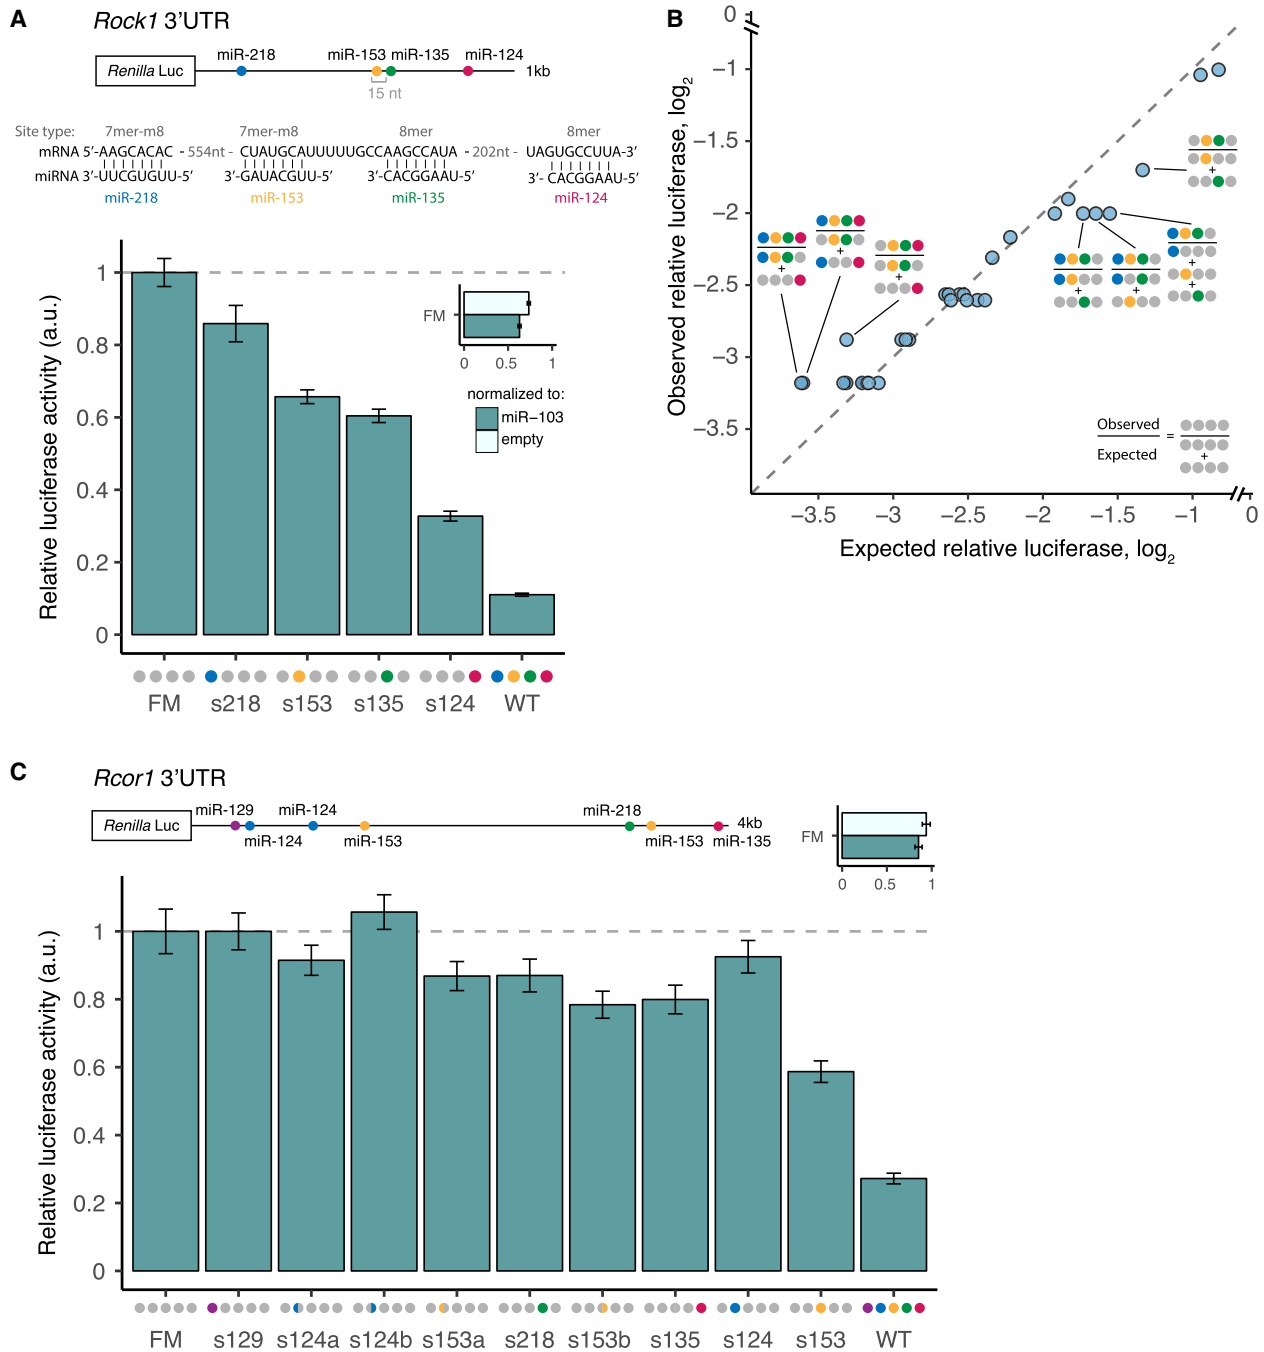 A
Rock1 3'UTR
miR-218
miR-153
miR-135
miR-124
Renilla Luc
1kb
15 nt
Site type:
7mer-m8
7mer-m8
8mer
8mer
mRNA 5'-AAGCACAC - 554nt - CUAUGCAUUUUUGCCAAGCCAUA - 202nt - UAGUGCCUUA-3'
miRNA 3'-UUCGUGUU-5'
3'-GAUACGUU-5'
3'-CACGGAAU-5'
3'- CACGGAAU-5'
miR-218
miR-153
miR-135
miR-124
Relative luciferase activity (a.u.)
1
0.8
0.6
0.4
0.2
0
FM
0
0.5
1
normalized to:
miR-103
empty
FM
s218
s153
s135
s124
WT
B
Observed relative luciferase, log2
0
−1
−1.5
−2
−2.5
−3
−3.5
+
+
+
+
+
+
+
+
Observed
Expected
=
+
−3.5
−3
−2.5
−2
−1.5
−1
0
Expected relative luciferase, log2
C
Rcor1 3'UTR
miR-129
miR-124
miR-218
Renilla Luc
4kb
miR-124
miR-153
miR-153
miR-135
FM
0
0.5
1
Relative luciferase activity (a.u.)
1
0.8
0.6
0.4
0.2
0
FM
s129
s124a
s124b
s153a
s218
s153b
s135
s124
s153
WT